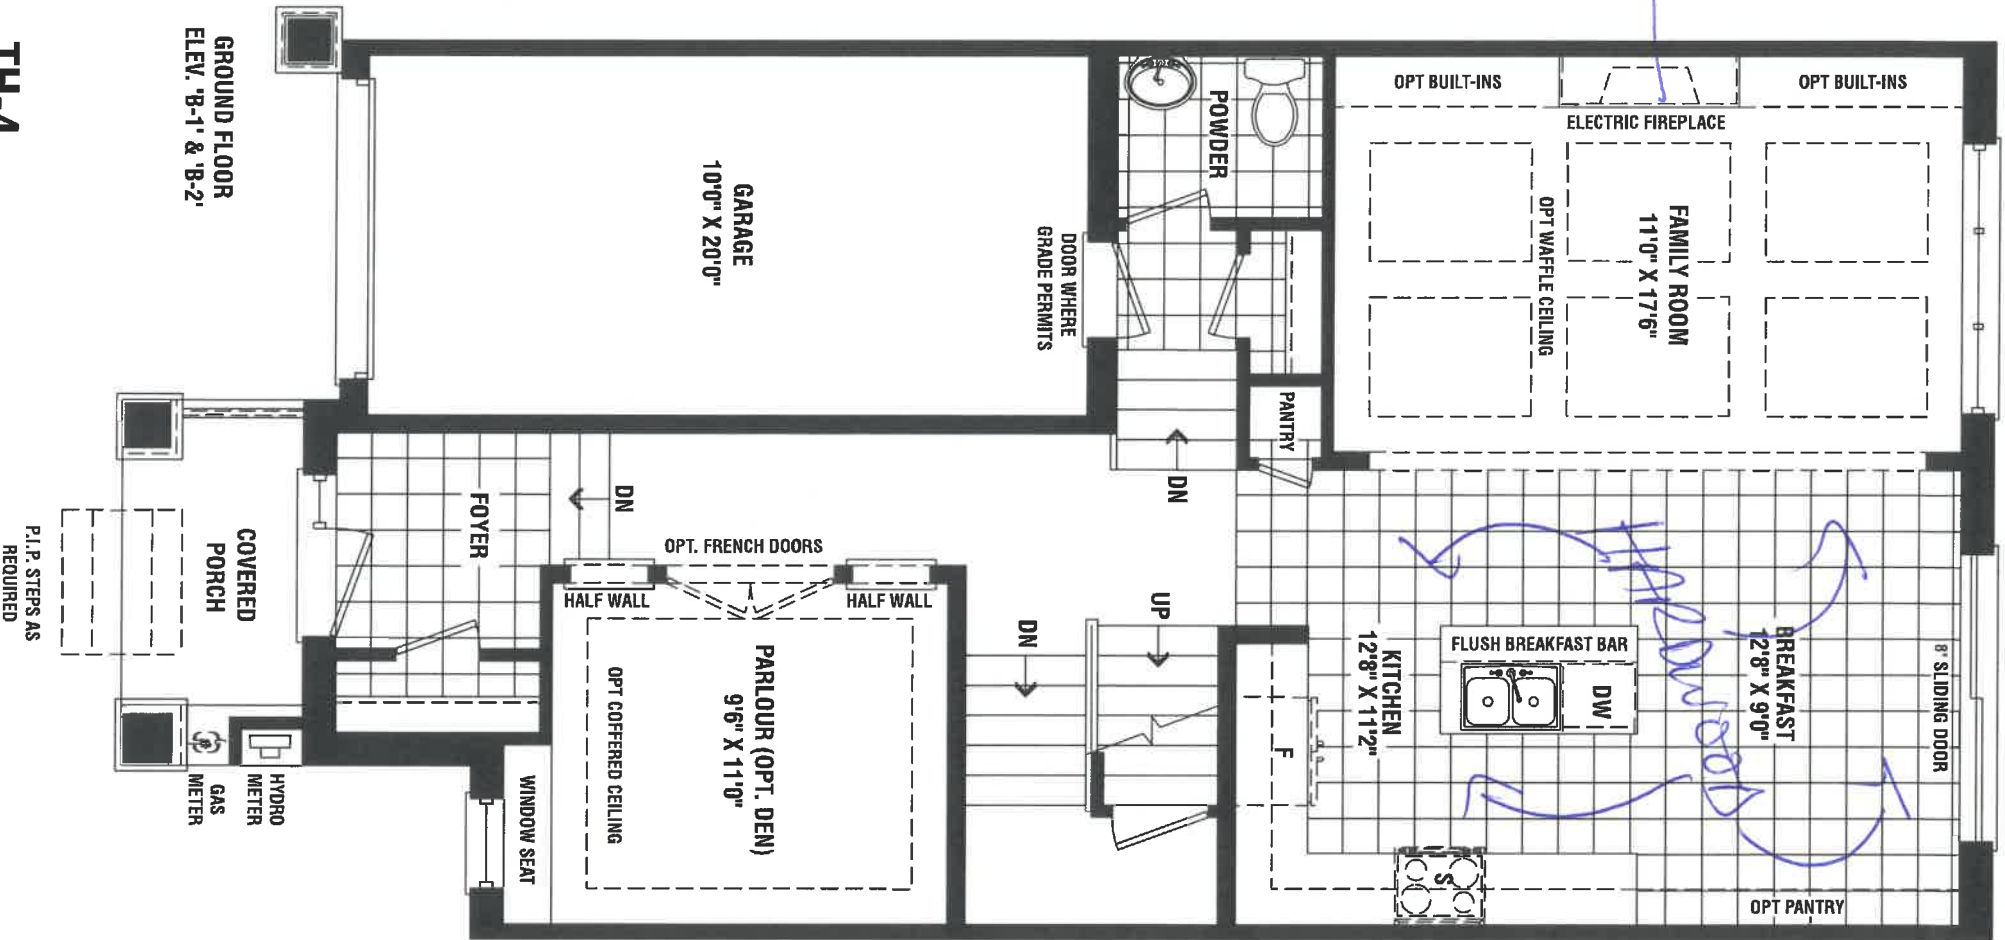 OPT BUILT-INS
OPT BUILT-INS
ELECTRIC FIREPLACE
FAMILY ROOM
11'0" X 17'6"
OPT WAFFLE CEILING
POWDER
GARAGE
10'0" X 20'0"
DOOR WHERE
GRADE PERMITS
PANTRY
DN
GROUND FLOOR
ELEV. 'B-1' & 'B-2'
TH-4
FOYER
DN
COVERED
PORCH
P.I.P. STEPS AS
REQUIRED
OPT. FRENCH DOORS
HALF WALL
HALF WALL
PARLOUR (OPT. DEN)
9'6" X 11'0"
OPT COFFERED CEILING
WINDOW SEAT
HYDRO
METER
GAS
METER
UP
DN
HARDWOOD
BREAKFAST
12'8" X 9'0"
8' SLIDING DOOR
FLUSH BREAKFAST BAR
DW
KITCHEN
12'8" X 11'2"
F
S
OPT PANTRY